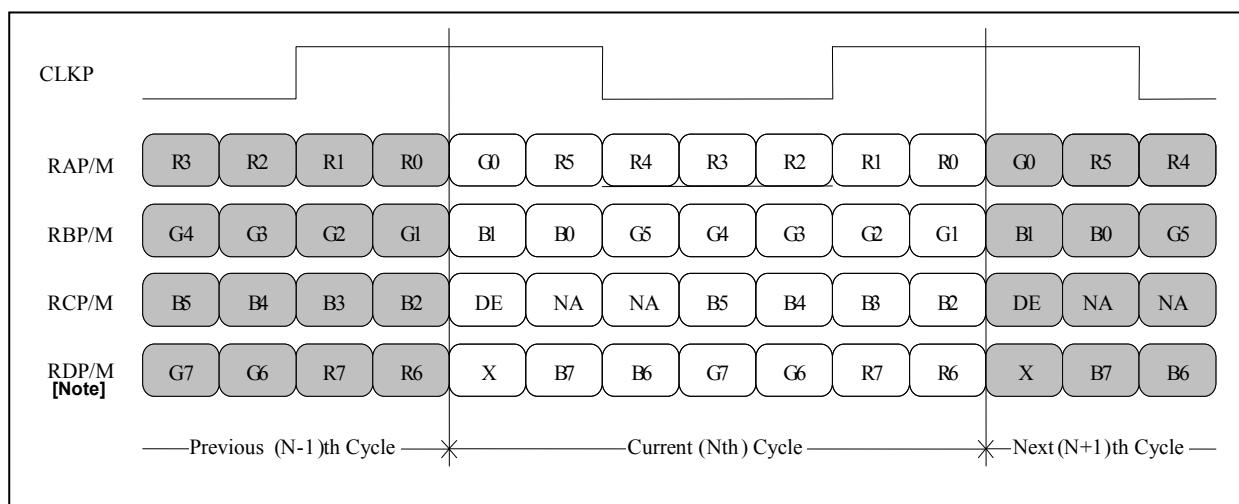 CLKP
RAP/M R3 R2 R1 R0 G0 R5 R4 R3 R2 R1 R0 G0 R5 R4
RBP/M G4 G3 G2 G1 B1 B0 G5 G4 G3 G2 G1 B1 B0 G5
RCP/M B5 B4 B3 B2 DE NA NA B5 B4 B3 B2 DE NA NA
RDP/M G7 G6 R7 R6 X B7 B6 G7 G6 R7 R6 X B7 B6
[Note]
Previous (N-1)th Cycle Current (Nth) Cycle Next (N+1)th Cycle